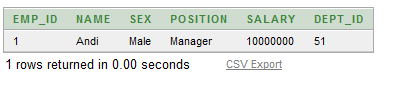 EMP_ID NAME SEX POSITION SALARY DEPT_ID
1 Andi Male Manager 10000000 51
1 rows returned in 0.00 seconds CSV Export